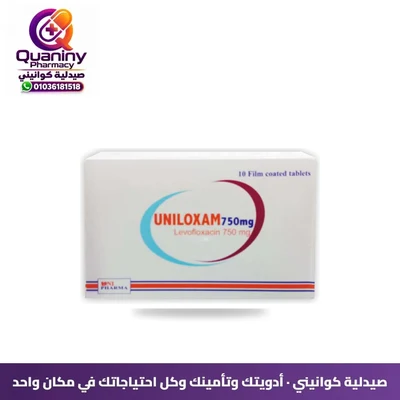 Quaniny
Pharmacy
صيدلية كوانيني
01036181518
10 Film coated tablets
UNILOXAM750mg
Levofloxacin 750 mg
PHARMA
صيدلية كوانيني - أدويتك وتأمينك وكل احتياجاتك في مكان واحد